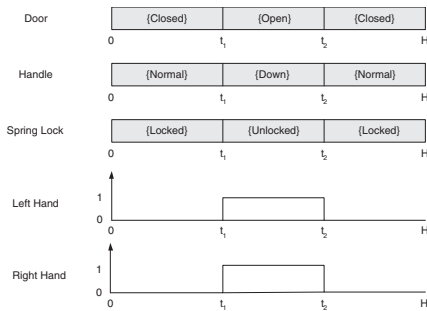 Door {Closed} {Open} {Closed}
0 t1 t2 H
Handle {Normal} {Down} {Normal}
0 t1 t2 H
Spring Lock {Locked} {Unlocked} {Locked}
0 t1 t2 H
Left Hand
1
0
0 t1 t2 H
Right Hand
1
0
0 t1 t2 H